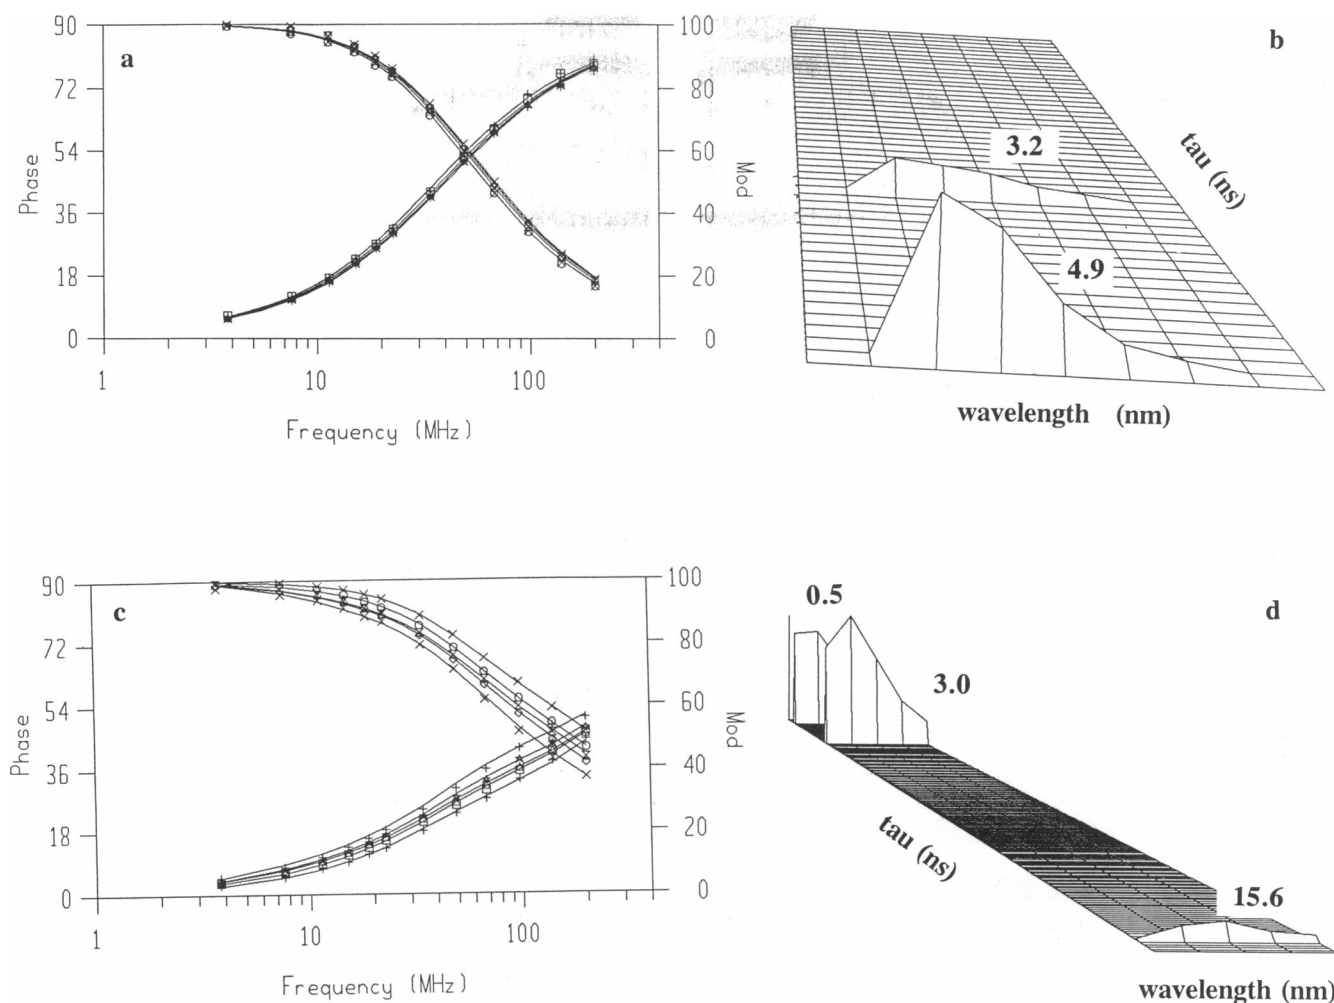 a
90
72
54
36
18
0
Phase
100
80
60
40
20
0
Mod
1
10
100
Frequency (MHz)
b
3.2
4.9
tau (ns)
wavelength (nm)
c
90
72
54
36
18
0
Phase
100
80
60
40
20
0
Mod
1
10
100
Frequency (MHz)
d
0.5
3.0
15.6
tau (ns)
wavelength (nm)